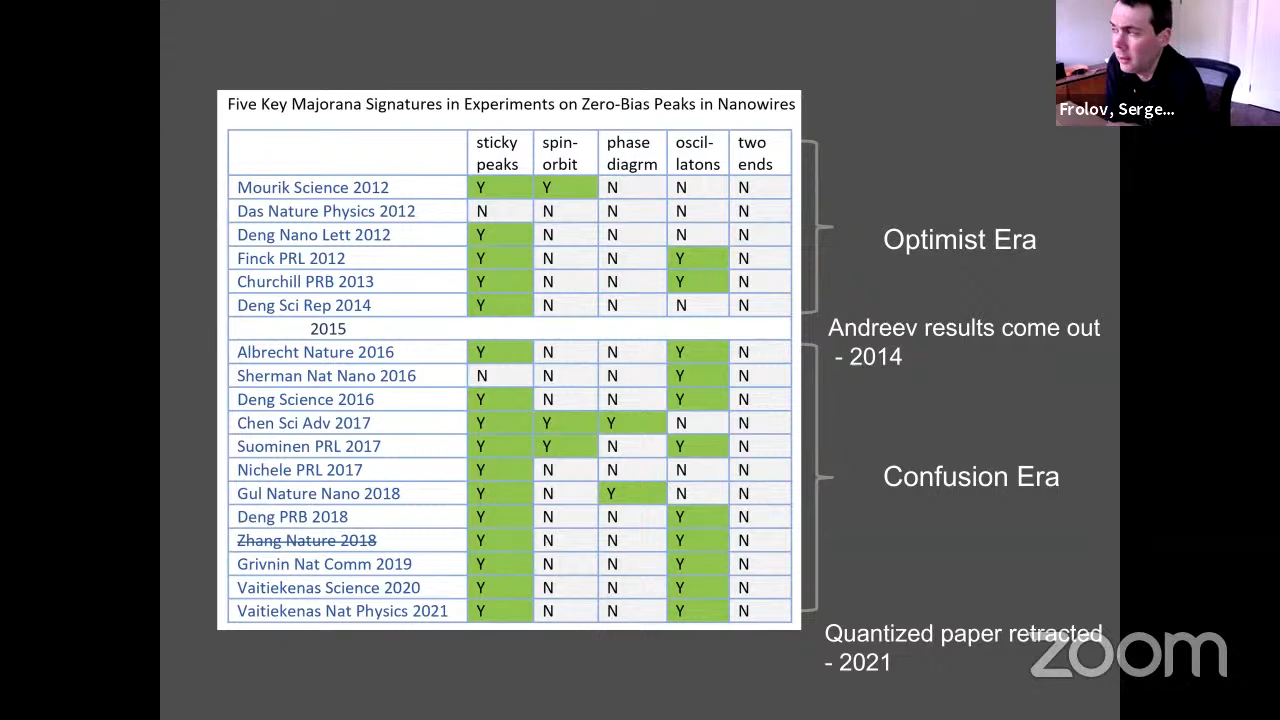 Five Key Majorana Signatures in Experiments on Zero-Bias Peaks in Nanowires
sticky peaks spin-orbit phase diagrm oscil-latons two ends
Mourik Science 2012 Y Y N N N
Das Nature Physics 2012 N N N N N
Deng Nano Lett 2012 Y N N N N
Finck PRL 2012 Y N N Y N
Churchill PRB 2013 Y N N Y N
Deng Sci Rep 2014 Y N N N N
2015
Albrecht Nature 2016 Y N N Y N
Sherman Nat Nano 2016 N N N Y N
Deng Science 2016 Y N N Y N
Chen Sci Adv 2017 Y Y Y N N
Suominen PRL 2017 Y Y N Y N
Nichele PRL 2017 Y N N N N
Gul Nature Nano 2018 Y N Y N N
Deng PRB 2018 Y N N Y N
Zhang Nature 2018 Y N N Y N
Grivnin Nat Comm 2019 Y N N Y N
Vaitiekenas Science 2020 Y N N Y N
Vaitiekenas Nat Physics 2021 Y N N Y N
Optimist Era
Andreev results come out
- 2014
Confusion Era
Quantized paper retracted
- 2021
Frolov, Serge...
zoom